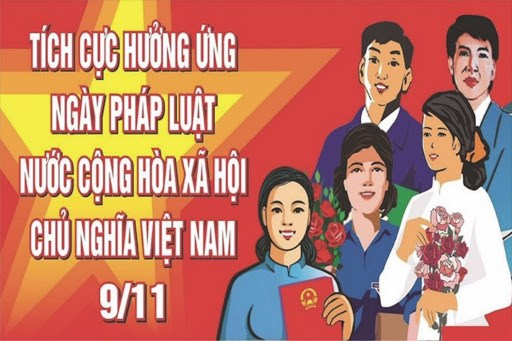 TÍCH CỰC HƯỞNG ỨNG
NGÀY PHÁP LUẬT
NƯỚC CỘNG HÒA XÃ HỘI
CHỦ NGHĨA VIỆT NAM
9/11